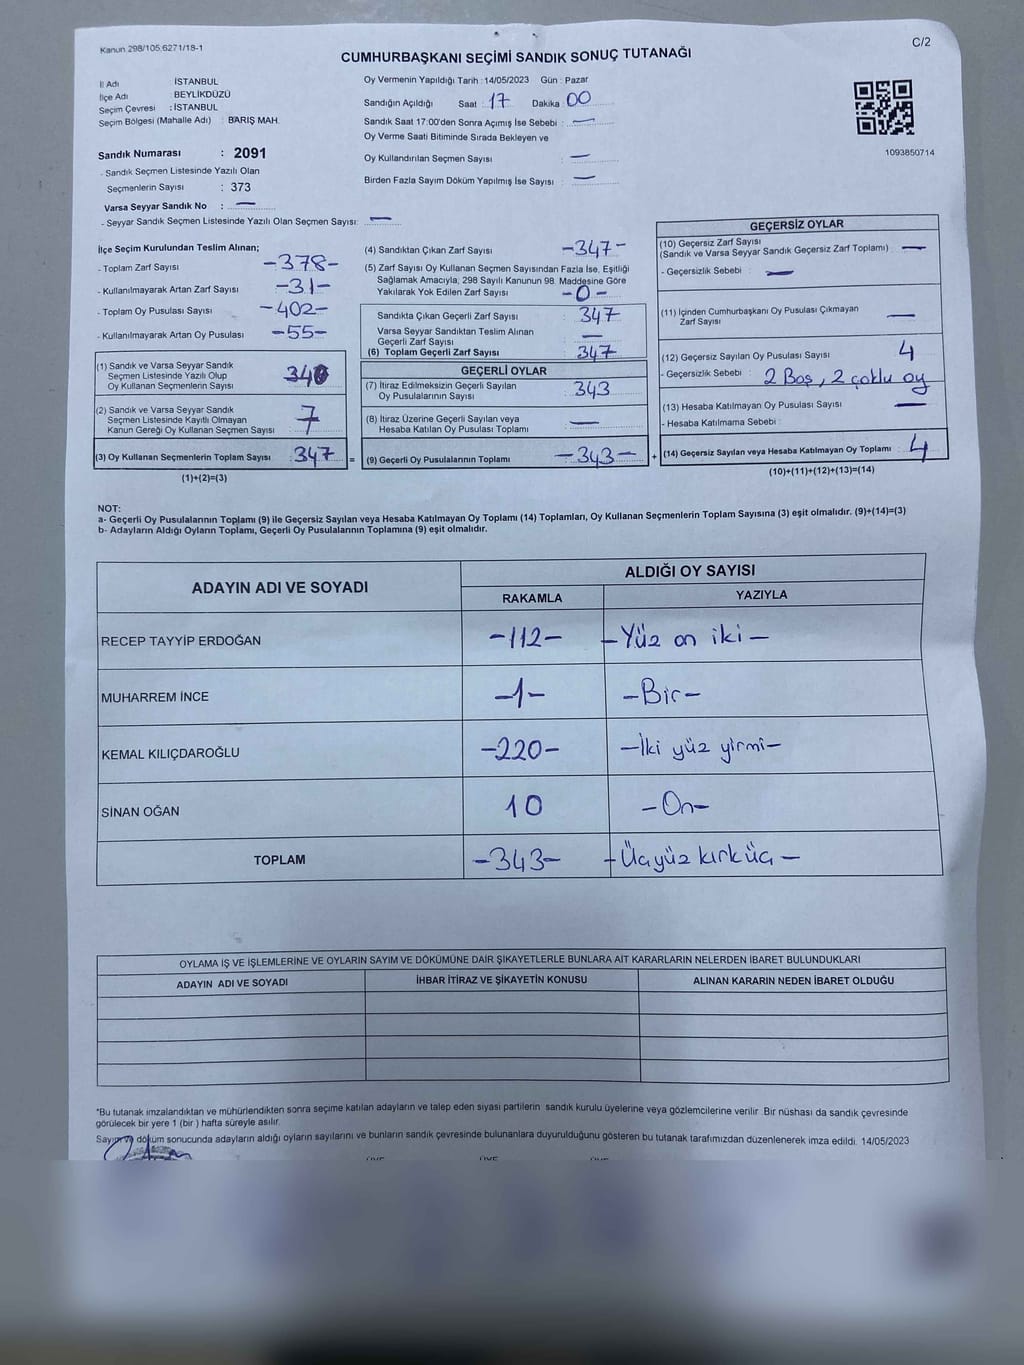 Kanun 298/105,6271/18-1
C/2
CUMHURBAŞKANI SEÇİMİ SANDIK SONUÇ TUTANAĞI
İl Adı İSTANBUL
İlçe Adı BEYLİKDÜZÜ
Seçim Çevresi : İSTANBUL
Seçim Bölgesi (Mahalle Adı) : BARIŞ MAH.
Sandık Numarası : 2091
- Sandık Seçmen Listesinde Yazılı Olan
Seçmenlerin Sayısı : 373
Varsa Seyyar Sandık No : —
- Seyyar Sandık Seçmen Listesinde Yazılı Olan Seçmen Sayısı: —
Oy Vermenin Yapıldığı Tarih : 14/05/2023 Gün : Pazar
Sandığın Açıldığı Saat : 17 Dakika : 00
Sandık Saat 17:00'den Sonra Açımış İse Sebebi : —
Oy Verme Saati Bitiminde Sırada Bekleyen ve
Oy Kullandırılan Seçmen Sayısı : —
Birden Fazla Sayım Döküm Yapılmış İse Sayısı : —
1093850714
İlçe Seçim Kurulundan Teslim Alınan;
- Toplam Zarf Sayısı -378-
- Kullanılmayarak Artan Zarf Sayısı -31-
- Toplam Oy Pusulası Sayısı -402-
- Kullanılmayarak Artan Oy Pusulası -55-
(1) Sandık ve Varsa Seyyar Sandık
Seçmen Listesinde Yazılı Olup
Oy Kullanan Seçmenlerin Sayısı 340
(2) Sandık ve Varsa Seyyar Sandık
Seçmen Listesinde Kayıtlı Olmayan
Kanun Gereği Oy Kullanan Seçmen Sayısı 7
(3) Oy Kullanan Seçmenlerin Toplam Sayısı : 347 =
(1)+(2)=(3)
(4) Sandıktan Çıkan Zarf Sayısı -347-
(5) Zarf Sayısı Oy Kullanan Seçmen Sayısından Fazla İse, Eşitliği
Sağlamak Amacıyla; 298 Sayılı Kanunun 98. Maddesine Göre
Yakılarak Yok Edilen Zarf Sayısı -0-
Sandıkta Çıkan Geçerli Zarf Sayısı : 347
Varsa Seyyar Sandıktan Teslim Alınan
Geçerli Zarf Sayısı : —
(6) Toplam Geçerli Zarf Sayısı : 347
GEÇERLİ OYLAR
(7) İtiraz Edilmeksizin Geçerli Sayılan
Oy Pusulalarının Sayısı : 343
(8) İtiraz Üzerine Geçerli Sayılan veya
Hesaba Katılan Oy Pusulası Toplamı : —
(9) Geçerli Oy Pusulalarının Toplamı -343- +
GEÇERSİZ OYLAR
(10) Geçersiz Zarf Sayısı
(Sandık ve Varsa Seyyar Sandık Geçersiz Zarf Toplamı) : —
- Geçersizlik Sebebi : —
(11) İçinden Cumhurbaşkanı Oy Pusulası Çıkmayan
Zarf Sayısı —
(12) Geçersiz Sayılan Oy Pusulası Sayısı : 4
- Geçersizlik Sebebi : 2 Boş, 2 çoklu oy
(13) Hesaba Katılmayan Oy Pusulası Sayısı : —
- Hesaba Katılmama Sebebi :
(14) Geçersiz Sayılan veya Hesaba Katılmayan Oy Toplamı : 4
(10)+(11)+(12)+(13)=(14)
NOT:
a- Geçerli Oy Pusulalarının Toplamı (9) ile Geçersiz Sayılan veya Hesaba Katılmayan Oy Toplamı (14) Toplamları, Oy Kullanan Seçmenlerin Toplam Sayısına (3) eşit olmalıdır. (9)+(14)=(3)
b- Adayların Aldığı Oyların Toplamı, Geçerli Oy Pusulalarının Toplamına (9) eşit olmalıdır.
ADAYIN ADI VE SOYADI ALDIĞI OY SAYISI
RAKAMLA YAZIYLA
RECEP TAYYİP ERDOĞAN -112- -Yüz on iki-
MUHARREM İNCE -1- -Bir-
KEMAL KILIÇDAROĞLU -220- -İki yüz yirmi-
SİNAN OĞAN 10 -On-
TOPLAM -343- -Üçyüz kırküç-
OYLAMA İŞ VE İŞLEMLERİNE VE OYLARIN SAYIM VE DÖKÜMÜNE DAİR ŞİKAYETLERLE BUNLARA AİT KARARLARIN NELERDEN İBARET BULUNDUKLARI
ADAYIN ADI VE SOYADI İHBAR İTİRAZ VE ŞİKAYETİN KONUSU ALINAN KARARIN NEDEN İBARET OLDUĞU
*Bu tutanak imzalandıktan ve mühürlendikten sonra seçime katılan adayların ve talep eden siyasi partilerin sandık kurulu üyelerine veya gözlemcilerine verilir. Bir nüshası da sandık çevresinde
görülecek bir yere 1 (bir ) hafta süreyle asılır.
Sayım ve döküm sonucunda adayların aldığı oyların sayılarını ve bunların sandık çevresinde bulunanlara duyurulduğunu gösteren bu tutanak tarafımızdan düzenlenerek imza edildi. 14/05/2023